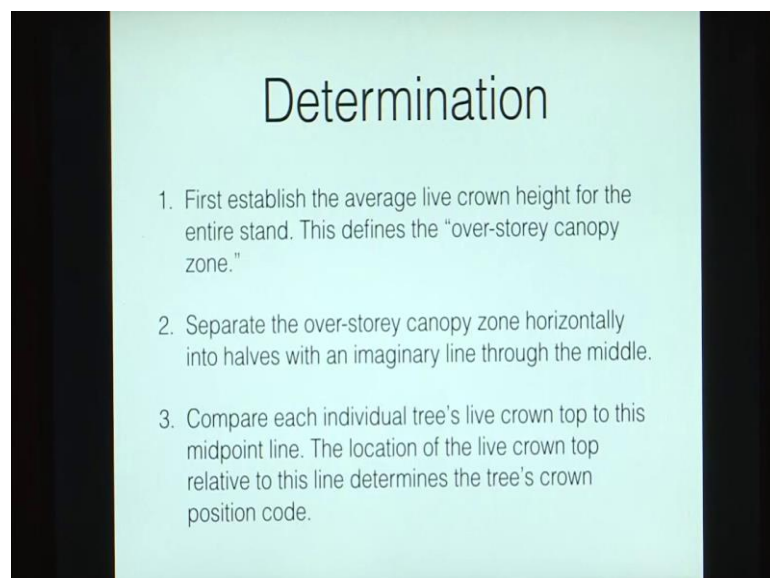 Determination
1. First establish the average live crown height for the
entire stand. This defines the “over-storey canopy
zone.”
2. Separate the over-storey canopy zone horizontally
into halves with an imaginary line through the middle.
3. Compare each individual tree's live crown top to this
midpoint line. The location of the live crown top
relative to this line determines the tree's crown
position code.